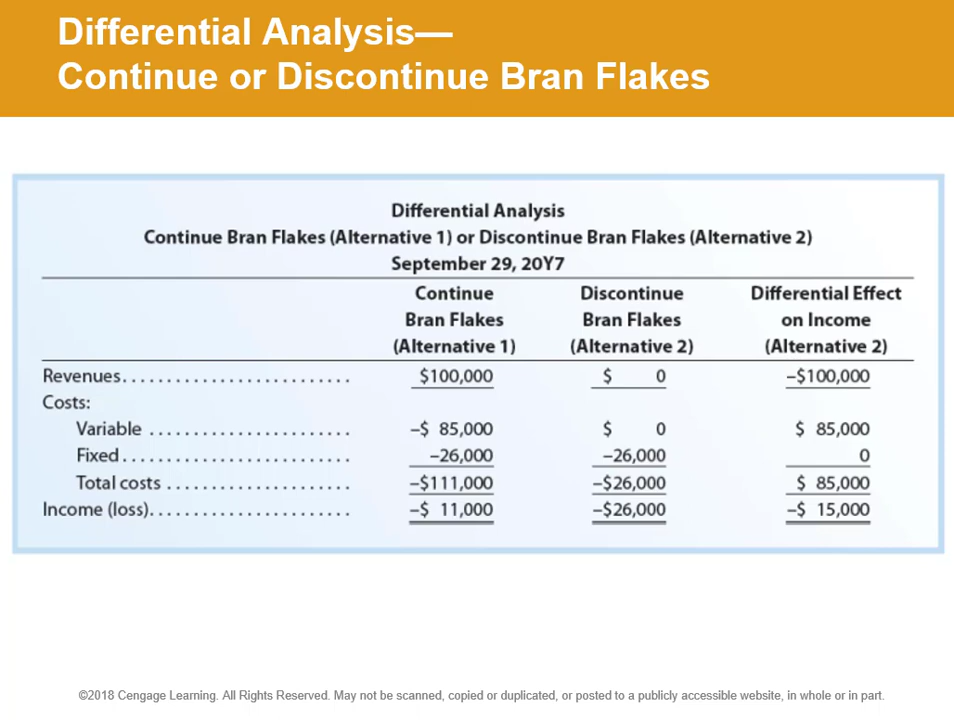 Differential Analysis—
Continue or Discontinue Bran Flakes
Differential Analysis
Continue Bran Flakes (Alternative 1) or Discontinue Bran Flakes (Alternative 2)
September 29, 20Y7
Continue Discontinue Differential Effect
Bran Flakes Bran Flakes on Income
(Alternative 1) (Alternative 2) (Alternative 2)
Revenues. . . . . . . . . . . . . . . . . . . . . . . . . . $100,000 $ 0 –$100,000
Costs:
Variable . . . . . . . . . . . . . . . . . . . . . . . –$ 85,000 $ 0 $ 85,000
Fixed. . . . . . . . . . . . . . . . . . . . . . . . . . –26,000 –26,000 0
Total costs . . . . . . . . . . . . . . . . . . . . . –$111,000 –$26,000 $ 85,000
Income (loss). . . . . . . . . . . . . . . . . . . . . . . –$ 11,000 –$26,000 –$ 15,000
©2018 Cengage Learning. All Rights Reserved. May not be scanned, copied or duplicated, or posted to a publicly accessible website, in whole or in part.